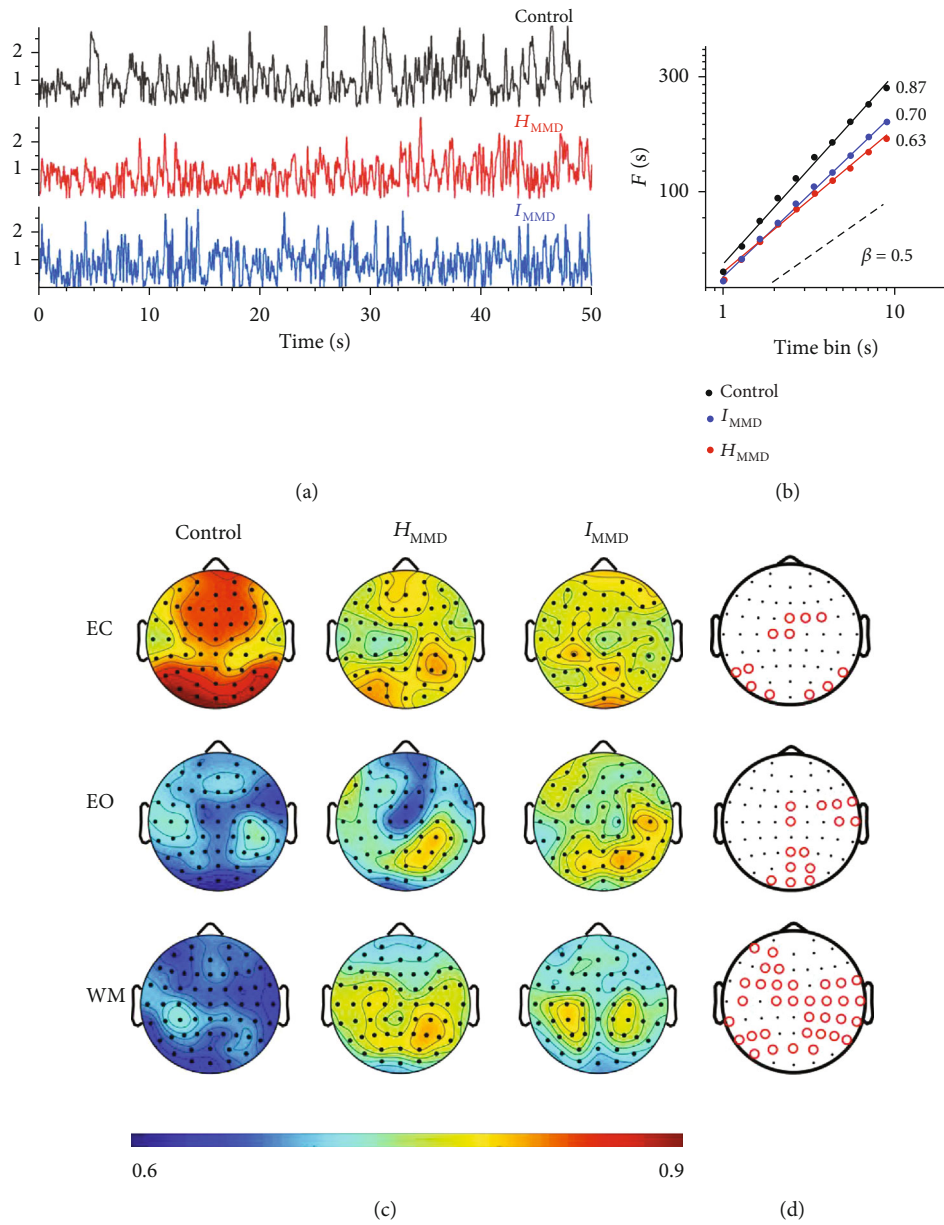 Control
2
1
H_MMD
2
1
I_MMD
2
1
0 10 20 30 40 50
Time (s)
(a)
300
100
F (s)
0.87
0.70
0.63
β = 0.5
1 10
Time bin (s)
Control
I_MMD
H_MMD
(b)
Control H_MMD I_MMD
EC
EO
WM
0.6 0.9
(c) (d)